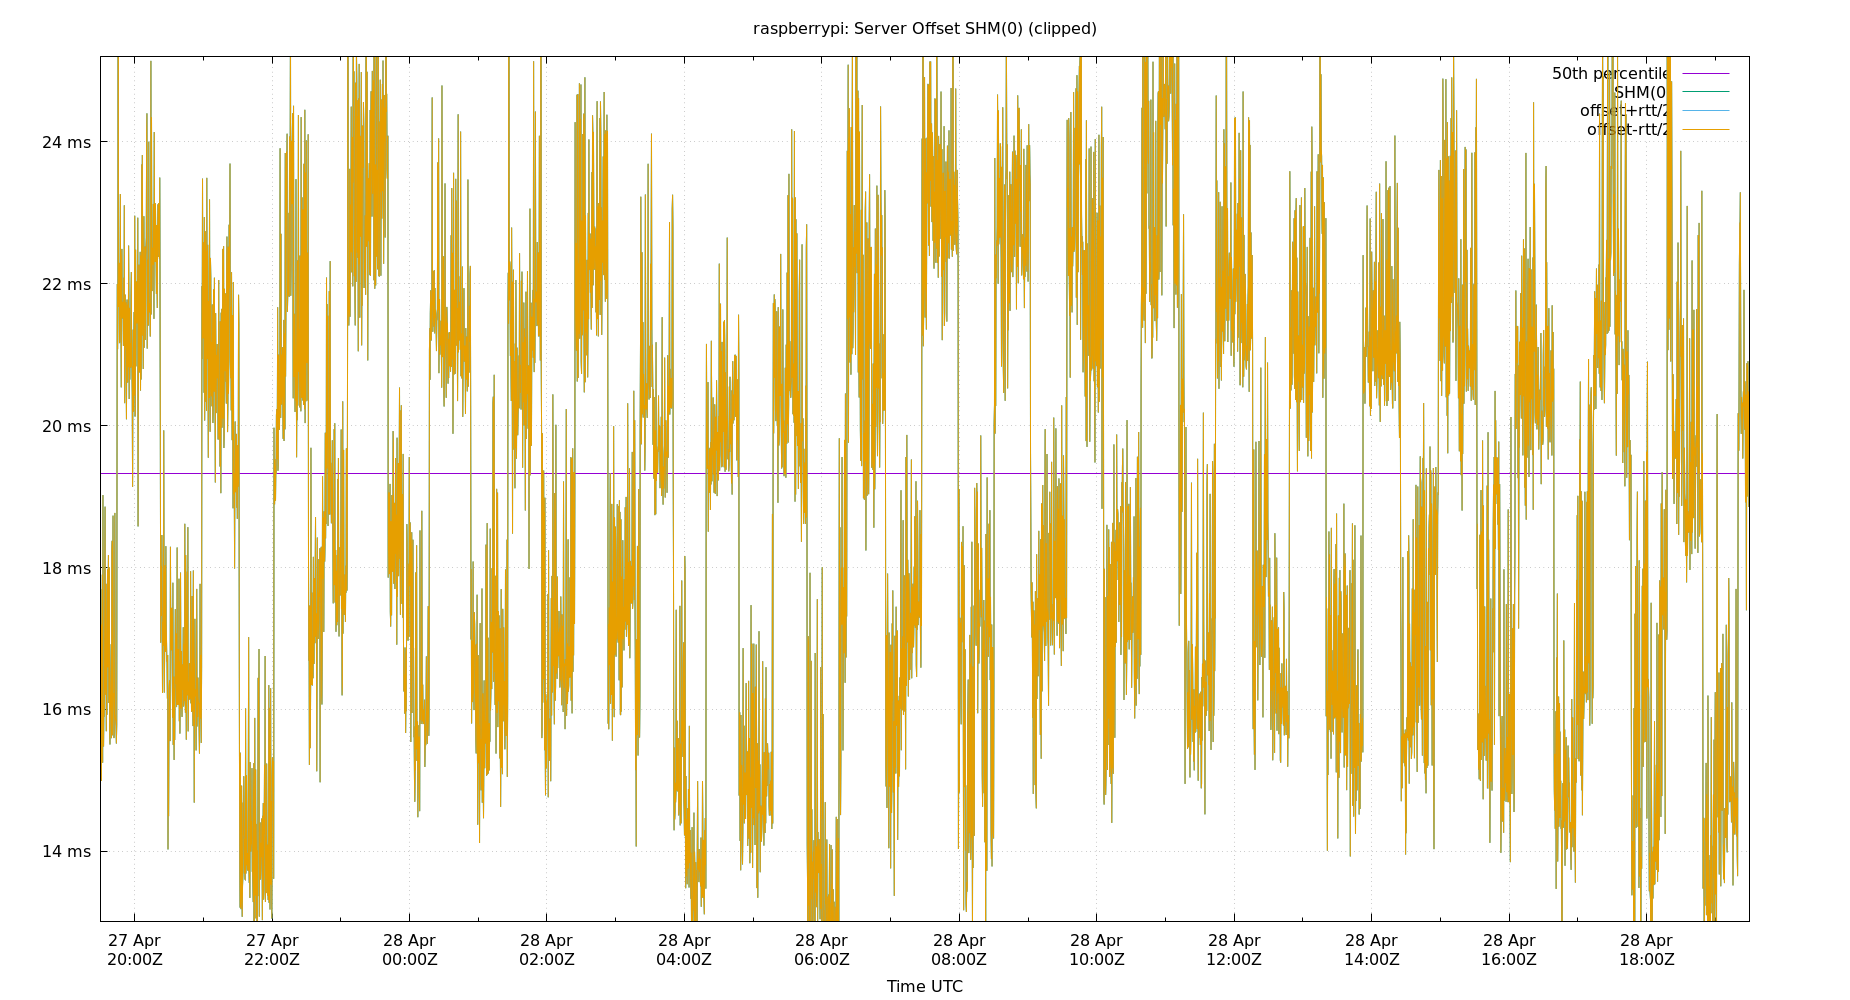 raspberrypi: Server Offset SHM(0) (clipped)
50th percentile
SHM(0)
offset+rtt/2
offset-rtt/2
24 ms
22 ms
20 ms
18 ms
16 ms
14 ms
27 Apr 27 Apr 28 Apr 28 Apr 28 Apr 28 Apr 28 Apr 28 Apr 28 Apr 28 Apr 28 Apr 28 Apr
20:00Z 22:00Z 00:00Z 02:00Z 04:00Z 06:00Z 08:00Z 10:00Z 12:00Z 14:00Z 16:00Z 18:00Z
Time UTC